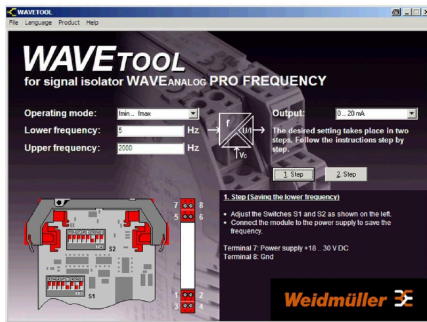 WAVETOOL
File Language Product Help
WAVETOOL
for signal isolator WAVEANALOG PRO FREQUENCY
Operating mode: fmin... fmax Output: 0... 20 mA
Lower frequency: 5 Hz
Upper frequency: 2000 Hz
f
U/I
Vc
The desired setting takes place in two
steps. Follow the instructions step by
step.
1. Step 2. Step
1. Step (Saving the lower frequency)
• Adjust the Switches S1 and S2 as shown on the left.
• Connect the module to the power supply to save the
frequency.
Terminal 7: Power supply +18... 30 V DC
Terminal 8: Gnd
7 8
5 6
S2
S1
1 2
3 4
Weidmüller